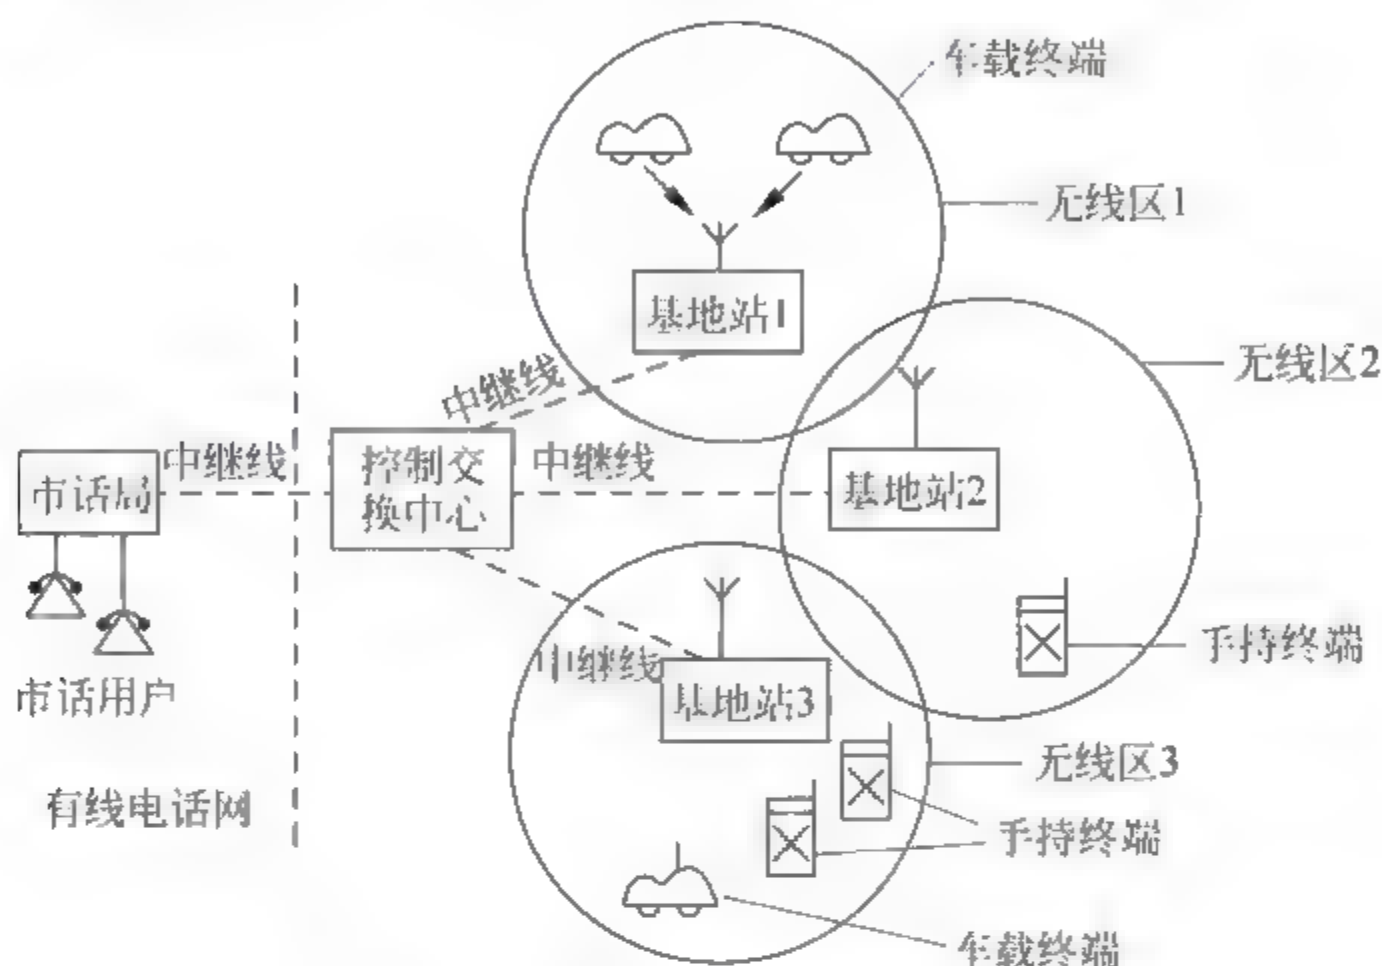 车载终端
无线区1
基地站1
无线区2
中继线
市话局
中继线
控制交
换中心
中继线
基地站2
手持终端
中继线
基地站3
市话用户
无线区3
有线电话网
手持终端
车载终端